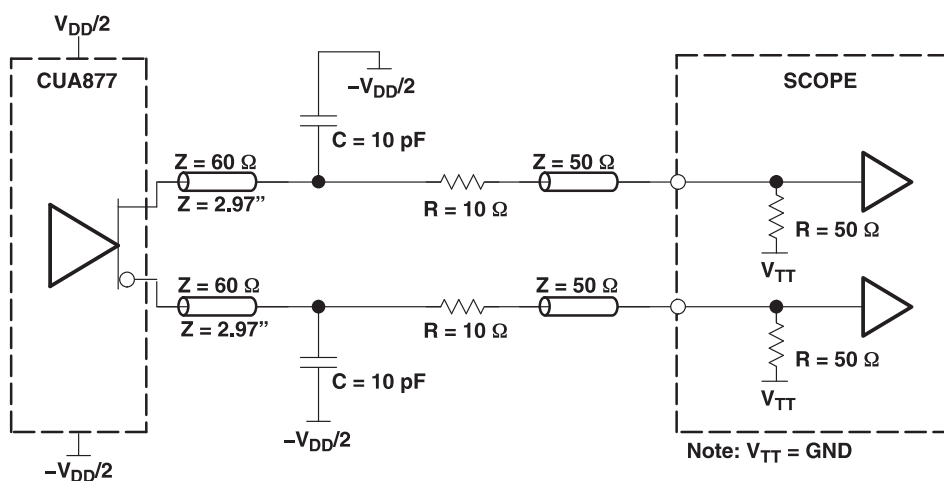 V_DD/2
CUA877
–V_DD/2
SCOPE
C = 10 pF
Z = 60 Ω
Z = 50 Ω
Z = 2.97”
R = 10 Ω
R = 50 Ω
V_TT
Z = 60 Ω
Z = 50 Ω
Z = 2.97”
R = 10 Ω
R = 50 Ω
C = 10 pF
V_TT
–V_DD/2
–V_DD/2
Note: V_TT = GND